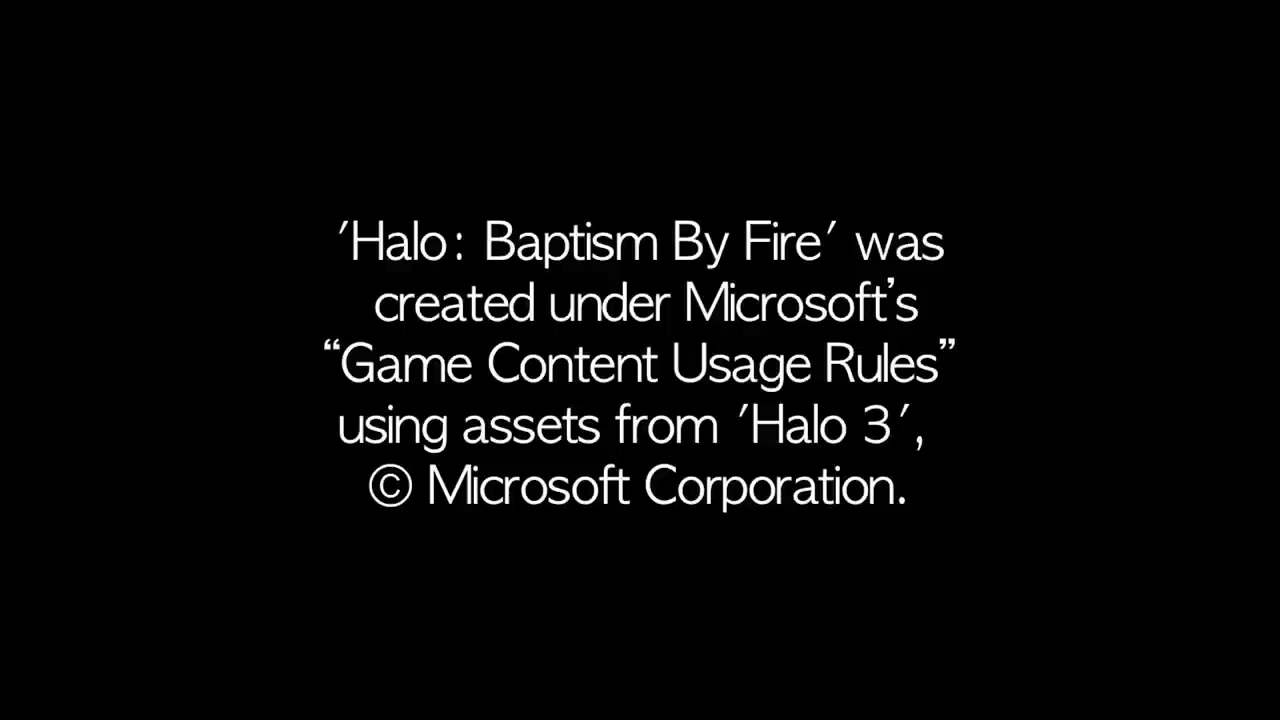 'Halo: Baptism By Fire' was
created under Microsoft’s
“Game Content Usage Rules”
using assets from 'Halo 3',
© Microsoft Corporation.